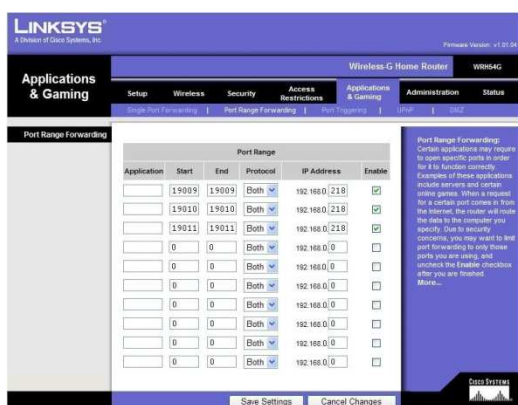 LINKSYS®
A Division of Cisco Systems, Inc.
Firmware Version: v1.01.04
Wireless-G Home Router WRH54G
Applications & Gaming
Setup Wireless Security Access Restrictions Applications & Gaming Administration Status
Single Port Forwarding | Port Range Forwarding | Port Triggering | UPnP | DMZ
Port Range Forwarding
Port Range
Application Start End Protocol IP Address Enable
19009 19009 Both 192.168.0.218
19010 19010 Both 192.168.0.218
19011 19011 Both 192.168.0.218
0 0 Both 192.168.0.0
0 0 Both 192.168.0.0
0 0 Both 192.168.0.0
0 0 Both 192.168.0.0
0 0 Both 192.168.0.0
0 0 Both 192.168.0.0
0 0 Both 192.168.0.0
Port Range Forwarding:
Certain applications may require
to open specific ports in order
for it to function correctly.
Examples of these applications
include servers and certain
online games. When a request
for a certain port comes in from
the Internet, the router will route
the data to the computer you
specify. Due to security
concerns, you may want to limit
port forwarding to only those
ports you are using, and
uncheck the Enable checkbox
after you are finished.
More...
Save Settings Cancel Changes
CISCO SYSTEMS